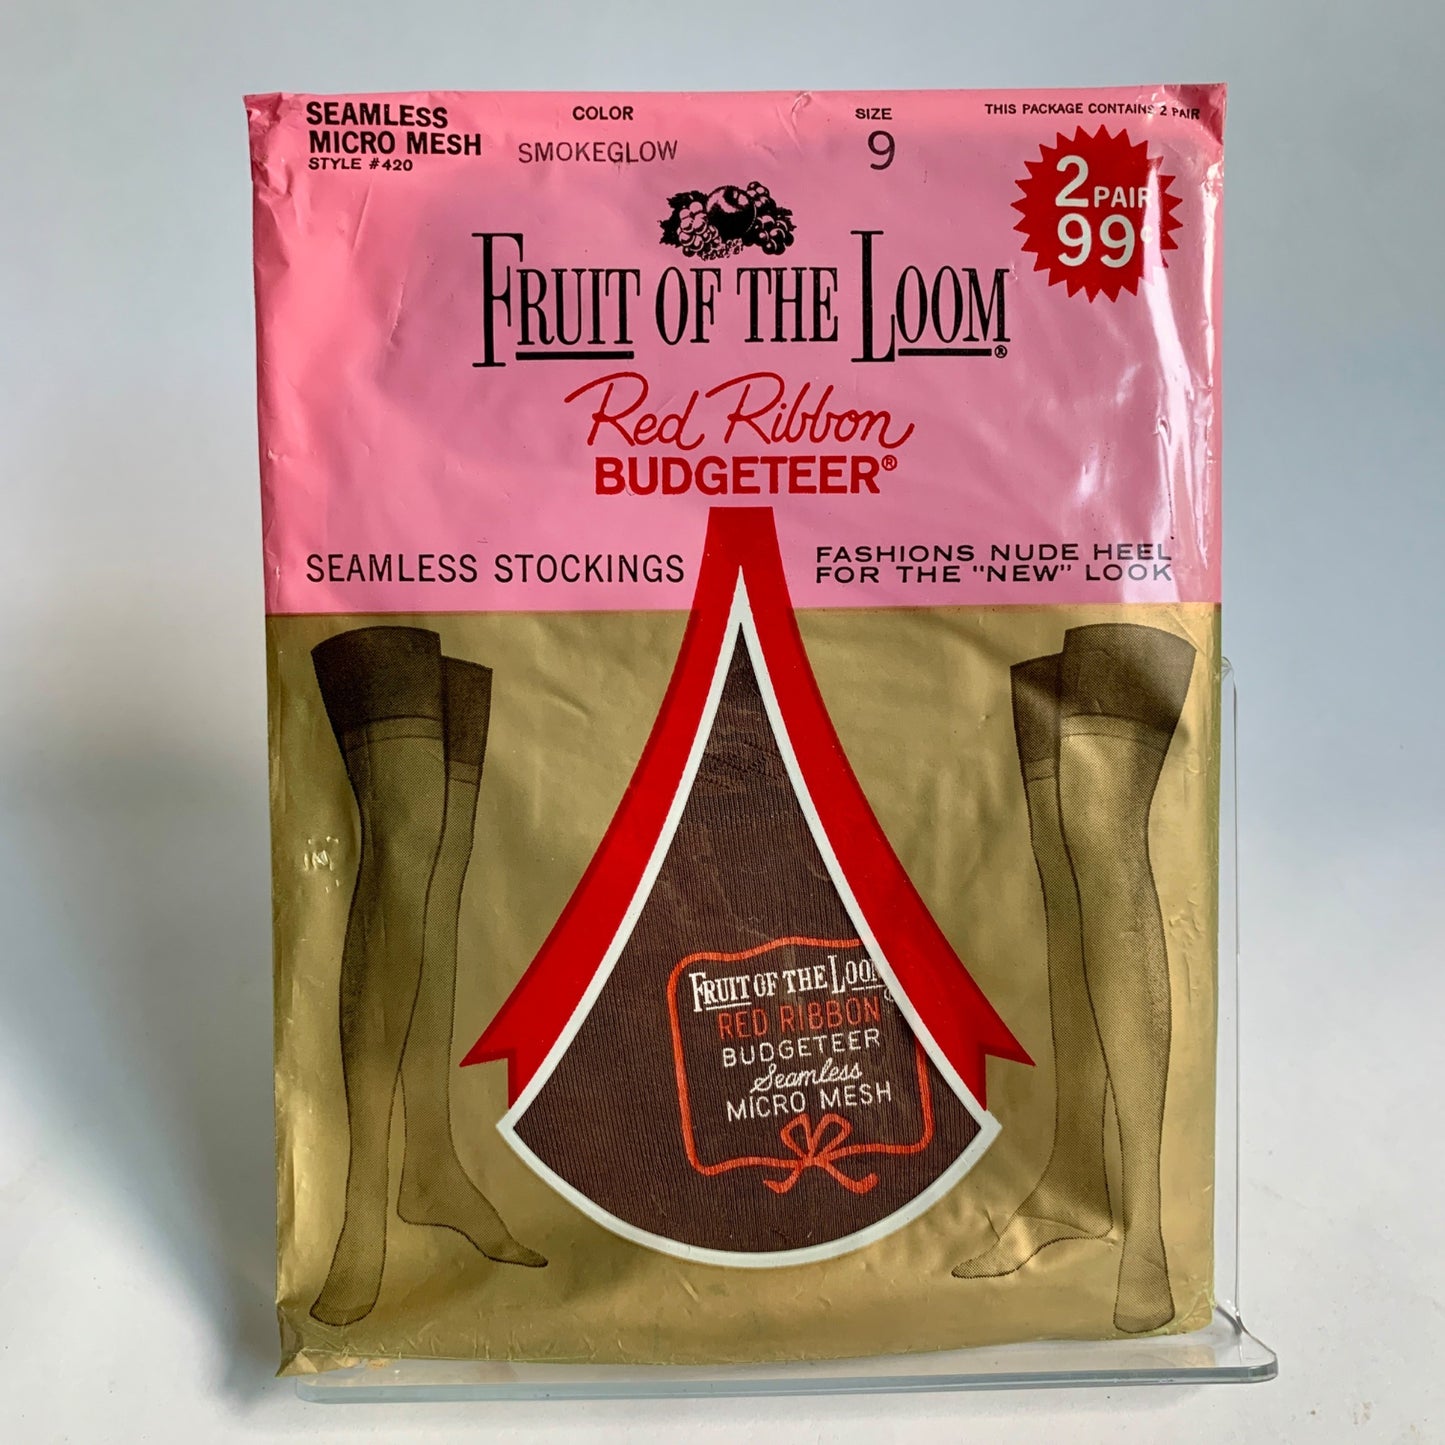 SEAMLESS
MICRO MESH
STYLE #420
COLOR
SMOKEGLOW
SIZE
9
THIS PACKAGE CONTAINS 2 PAIR
2 PAIR
99¢
FRUIT OF THE LOOM®
Red Ribbon
BUDGETEER®
SEAMLESS STOCKINGS
FASHIONS NUDE HEEL
FOR THE "NEW" LOOK
FRUIT OF THE LOOM
RED RIBBON
BUDGETEER
Seamless
MICRO MESH